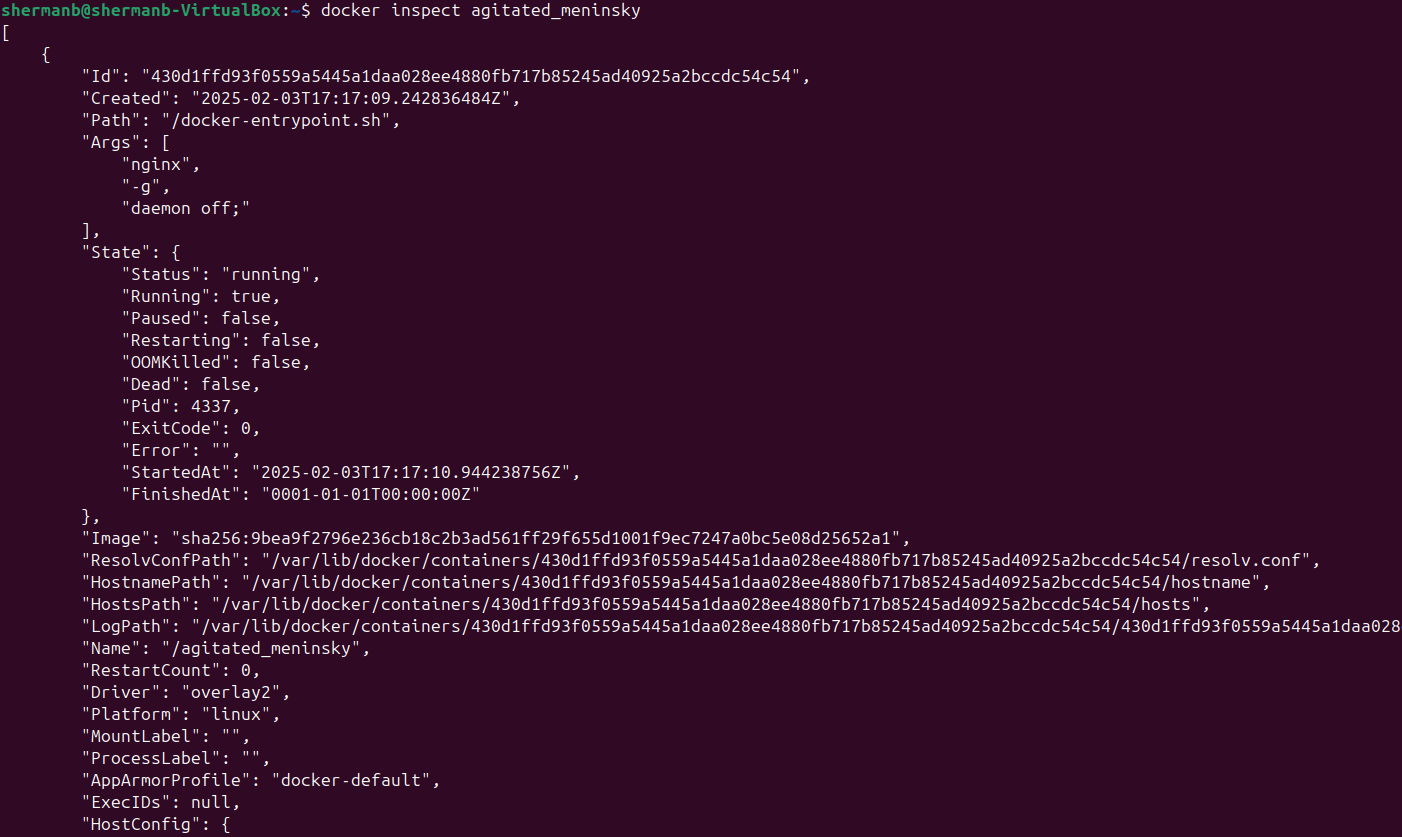 shermanb@shermanb-VirtualBox:~$ docker inspect agitated_meninsky
[
    {
        "Id": "430d1ffd93f0559a5445a1daa028ee4880fb717b85245ad40925a2bccdc54c54",
        "Created": "2025-02-03T17:17:09.242836484Z",
        "Path": "/docker-entrypoint.sh",
        "Args": [
            "nginx",
            "-g",
            "daemon off;"
        ],
        "State": {
            "Status": "running",
            "Running": true,
            "Paused": false,
            "Restarting": false,
            "OOMKilled": false,
            "Dead": false,
            "Pid": 4337,
            "ExitCode": 0,
            "Error": "",
            "StartedAt": "2025-02-03T17:17:10.944238756Z",
            "FinishedAt": "0001-01-01T00:00:00Z"
        },
        "Image": "sha256:9bea9f2796e236cb18c2b3ad561ff29f655d1001f9ec7247a0bc5e08d25652a1",
        "ResolvConfPath": "/var/lib/docker/containers/430d1ffd93f0559a5445a1daa028ee4880fb717b85245ad40925a2bccdc54c54/resolv.conf",
        "HostnamePath": "/var/lib/docker/containers/430d1ffd93f0559a5445a1daa028ee4880fb717b85245ad40925a2bccdc54c54/hostname",
        "HostsPath": "/var/lib/docker/containers/430d1ffd93f0559a5445a1daa028ee4880fb717b85245ad40925a2bccdc54c54/hosts",
        "LogPath": "/var/lib/docker/containers/430d1ffd93f0559a5445a1daa028ee4880fb717b85245ad40925a2bccdc54c54/430d1ffd93f0559a5445a1daa028
        "Name": "/agitated_meninsky",
        "RestartCount": 0,
        "Driver": "overlay2",
        "Platform": "linux",
        "MountLabel": "",
        "ProcessLabel": "",
        "AppArmorProfile": "docker-default",
        "ExecIDs": null,
        "HostConfig": {